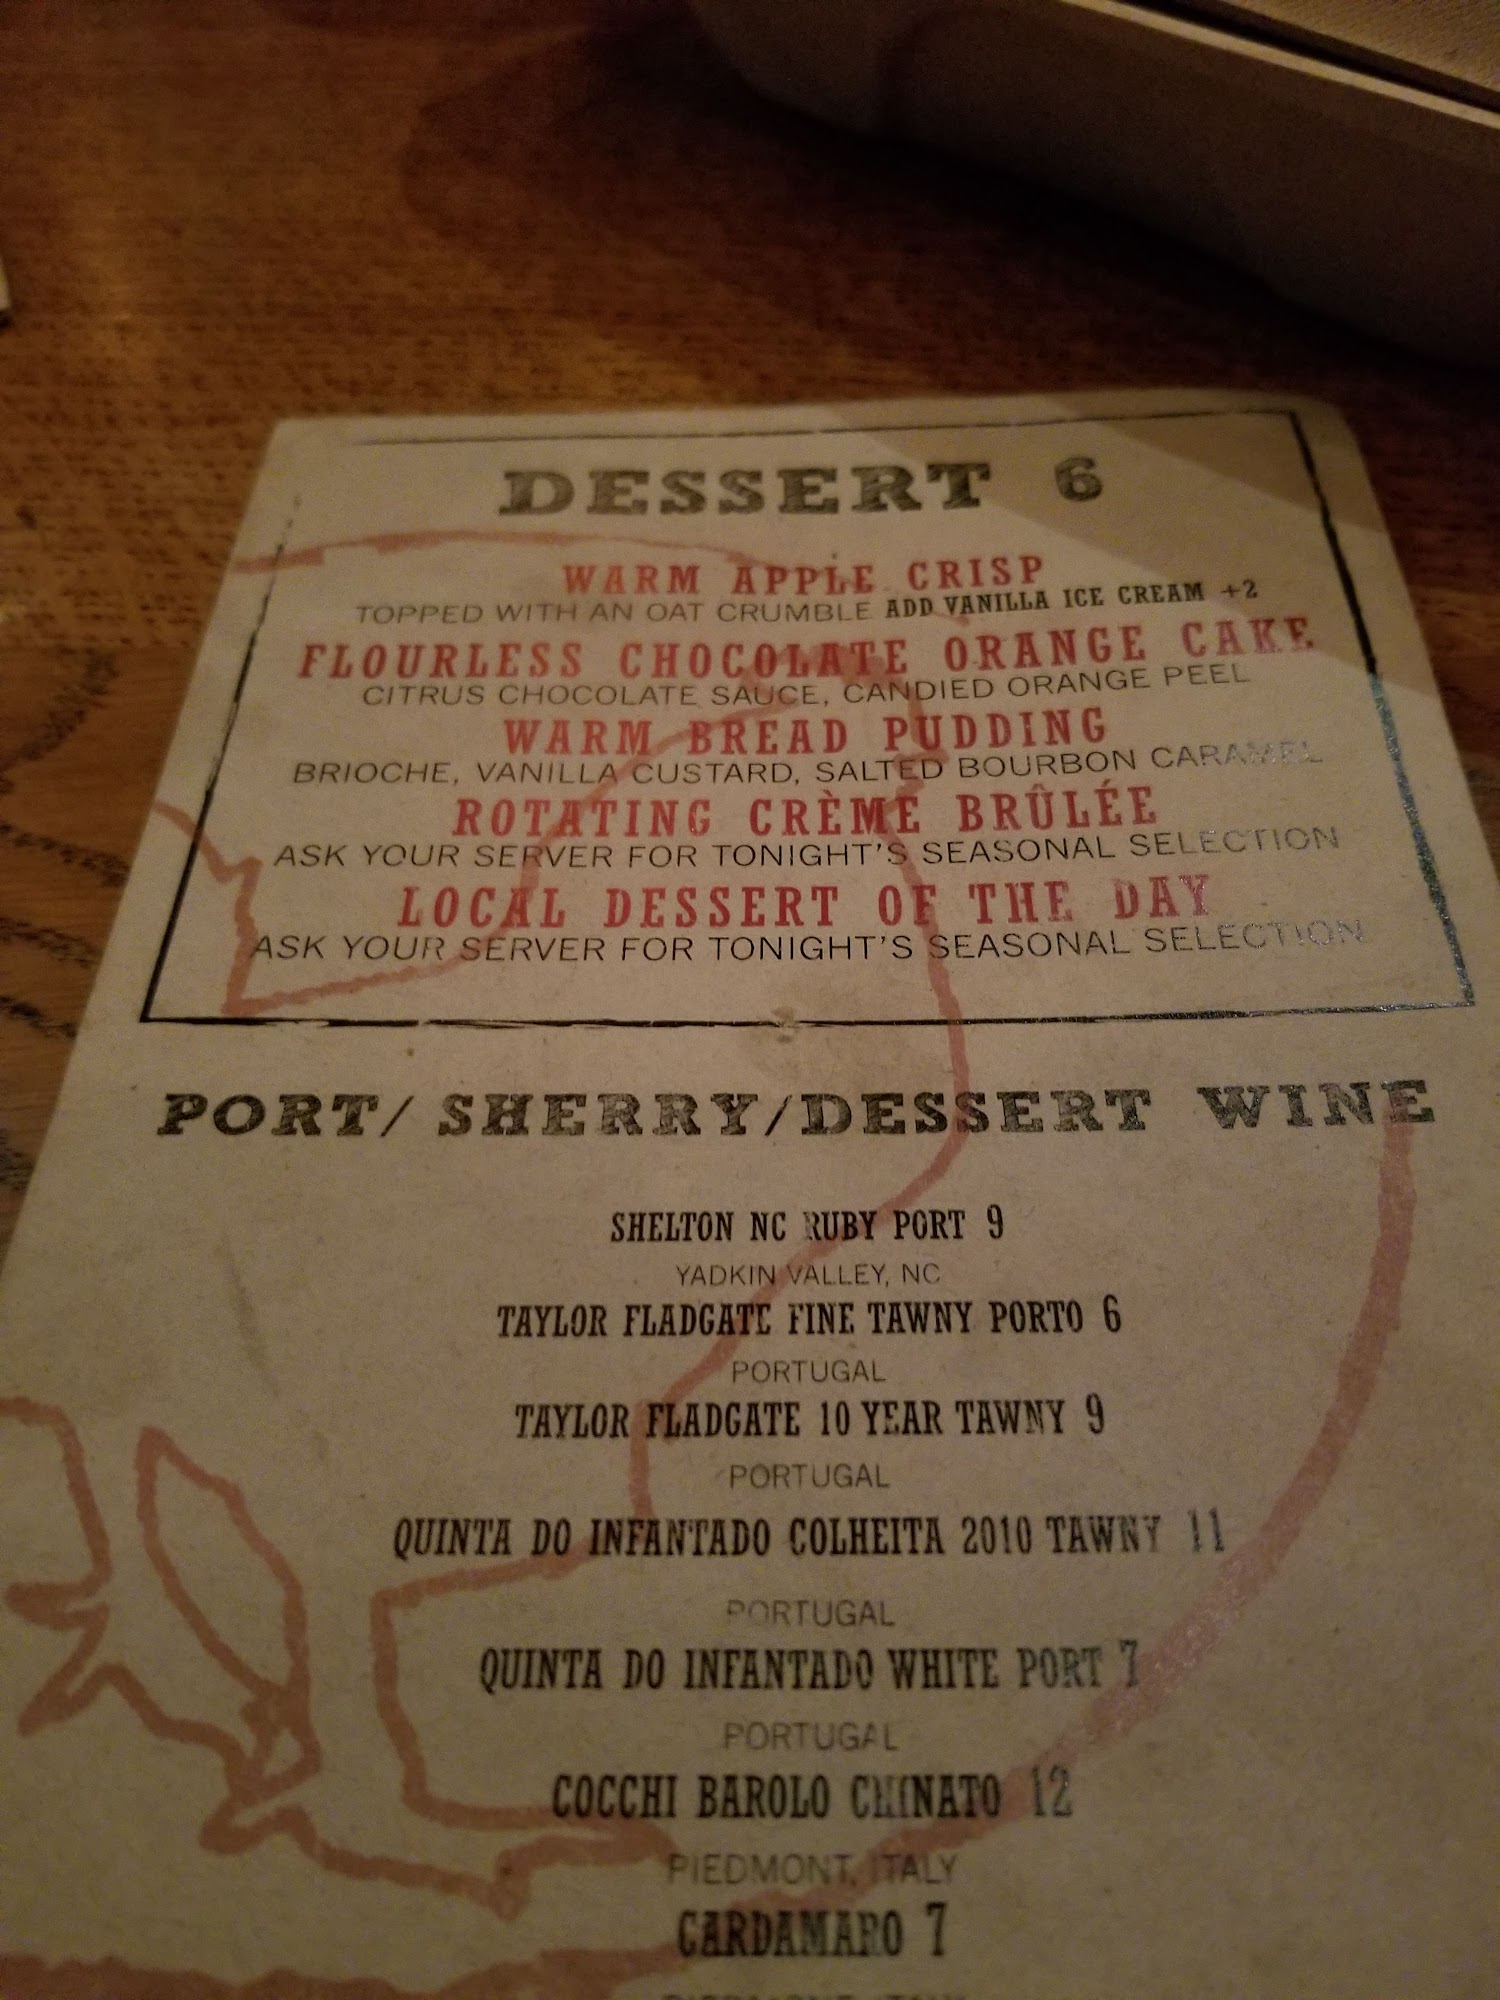 DESSERT 6
WARM APPLE CRISP
TOPPED WITH AN OAT CRUMBLE ADD VANILLA ICE CREAM +2
FLOURLESS CHOCOLATE ORANGE CAKE
CITRUS CHOCOLATE SAUCE, CANDIED ORANGE PEEL
WARM BREAD PUDDING
BRIOCHE, VANILLA CUSTARD, SALTED BOURBON CARAMEL
ROTATING CRÈME BRÛLÉE
ASK YOUR SERVER FOR TONIGHT'S SEASONAL SELECTION
LOCAL DESSERT OF THE DAY
ASK YOUR SERVER FOR TONIGHT'S SEASONAL SELECTION
PORT/ SHERRY/DESSERT WINE
SHELTON NC RUBY PORT 9
YADKIN VALLEY, NC
TAYLOR FLADGATE FINE TAWNY PORTO 6
PORTUGAL
TAYLOR FLADGATE 10 YEAR TAWNY 9
PORTUGAL
QUINTA DO INFANTADO COLHEITA 2010 TAWNY 11
PORTUGAL
QUINTA DO INFANTADO WHITE PORT 7
PORTUGAL
COCCHI BAROLO CHINATO 12
PIEDMONT, ITALY
CARDAMARO 7